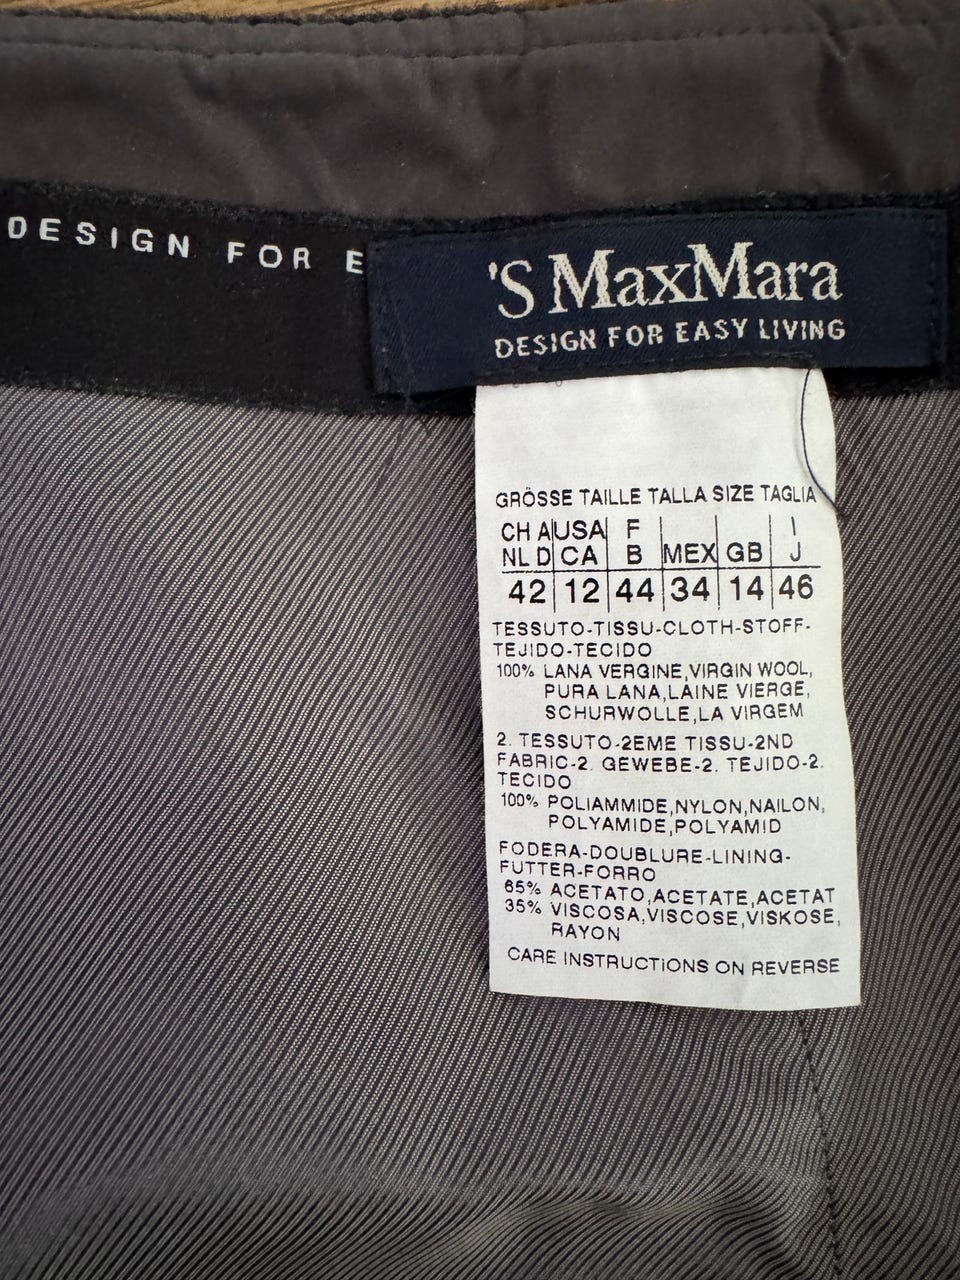 DESIGN FOR E
'S MaxMara
DESIGN FOR EASY LIVING
GRÖSSE TAILLE TALLA SIZE TAGLIA
CH A USA F I
NL D CA B MEX GB J
42 12 44 34 14 46
TESSUTO-TISSU-CLOTH-STOFF-
TEJIDO-TECIDO
100% LANA VERGINE,VIRGIN WOOL,
PURA LANA,LAINE VIERGE,
SCHURWOLLE,LA VIRGEM
2. TESSUTO-2EME TISSU-2ND
FABRIC-2. GEWEBE-2. TEJIDO-2.
TECIDO
100% POLIAMMIDE,NYLON,NAILON,
POLYAMIDE,POLYAMID
FODERA-DOUBLURE-LINING-
FUTTER-FORRO
65% ACETATO,ACETATE,ACETAT
35% VISCOSA,VISCOSE,VISKOSE,
RAYON
CARE INSTRUCTIONS ON REVERSE